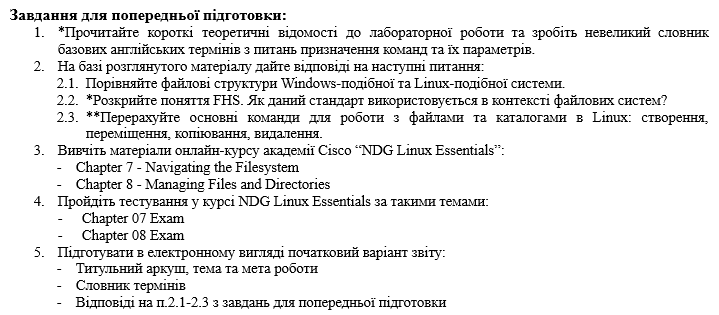 Завдання для попередньої підготовки:
1. *Прочитайте короткі теоретичні відомості до лабораторної роботи та зробіть невеликий словник
базових англійських термінів з питань призначення команд та їх параметрів.
2. На базі розглянутого матеріалу дайте відповіді на наступні питання:
2.1. Порівняйте файлові структури Windows-подібної та Linux-подібної системи.
2.2. *Розкрийте поняття FHS. Як даний стандарт використовується в контексті файлових систем?
2.3. **Перерахуйте основні команди для роботи з файлами та каталогами в Linux: створення,
переміщення, копіювання, видалення.
3. Вивчіть матеріали онлайн-курсу академії Cisco “NDG Linux Essentials”:
- Chapter 7 - Navigating the Filesystem
- Chapter 8 - Managing Files and Directories
4. Пройдіть тестування у курсі NDG Linux Essentials за такими темами:
- Chapter 07 Exam
- Chapter 08 Exam
5. Підготувати в електронному вигляді початковий варіант звіту:
- Титульний аркуш, тема та мета роботи
- Словник термінів
- Відповіді на п.2.1-2.3 з завдань для попередньої підготовки